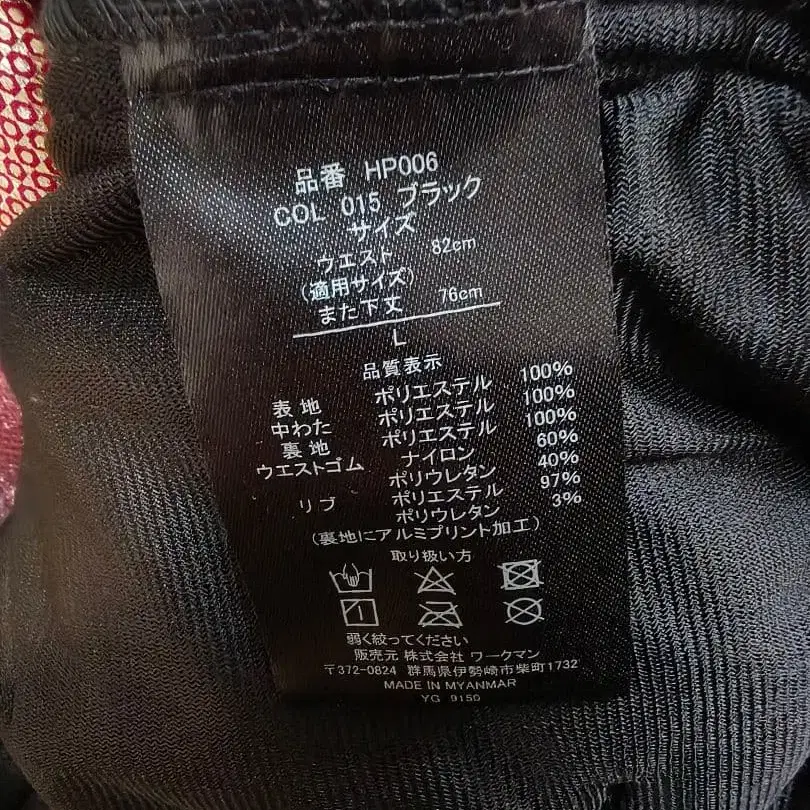 品番 HP006
COL 015 ブラック
サイズ
ウエスト 82cm
(適用サイズ)
また下丈 76cm
L
品質表示
表地 ポリエステル 100%
中わた ポリエステル 100%
裏地 ポリエステル 100%
ウエストゴム ナイロン 60%
ポリウレタン 40%
リブ ポリエステル 97%
ポリウレタン 3%
(裏地にアルミプリント加工)
取り扱い方
弱く絞ってください
販売元 株式会社 ワークマン
〒372-0824 群馬県伊勢崎市柴町1732
MADE IN MYANMAR
YG 9150